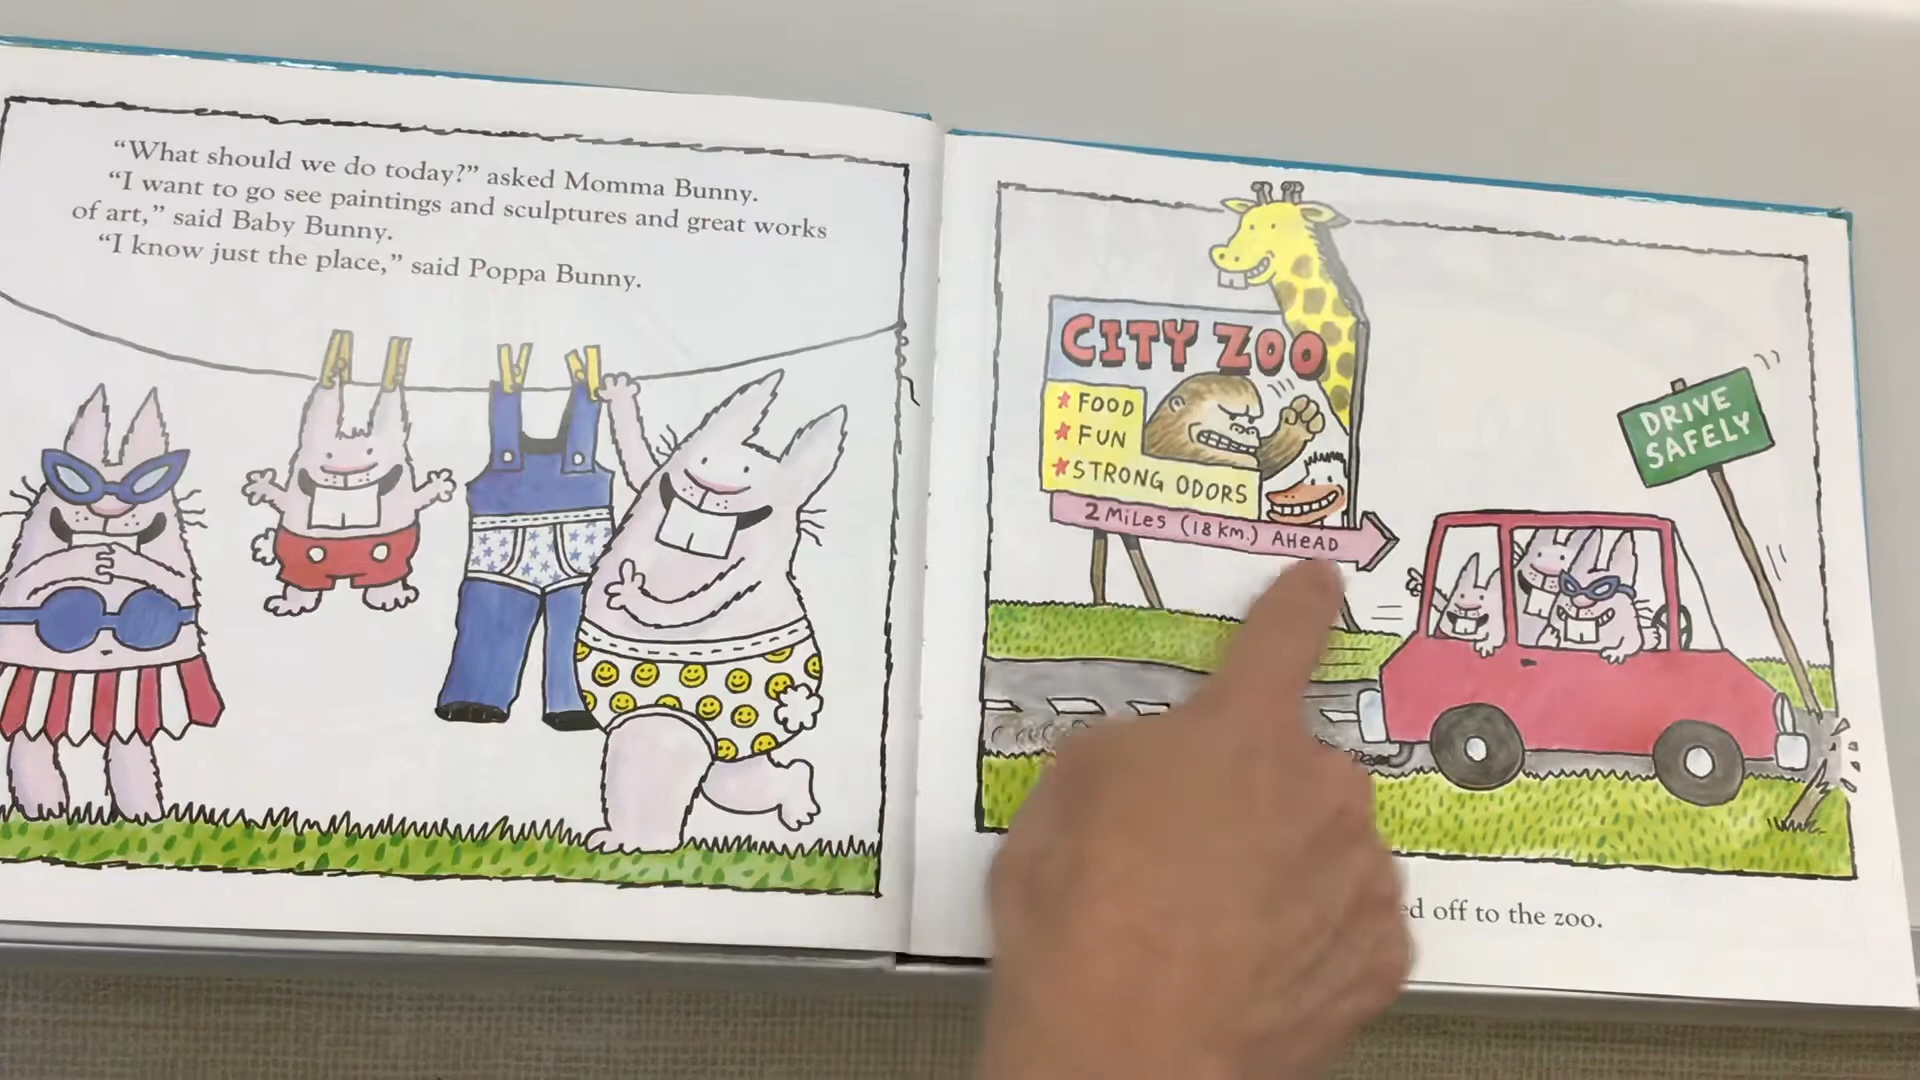 “What should we do today?” asked Momma Bunny.
“I want to go see paintings and sculptures and great works
of art,” said Baby Bunny.
“I know just the place,” said Poppa Bunny.
CITY ZOO
FOOD
FUN
STRONG ODORS
2 MiLES (18 KM.) AHeAD
DRIVE
SAFELY
off to the zoo.